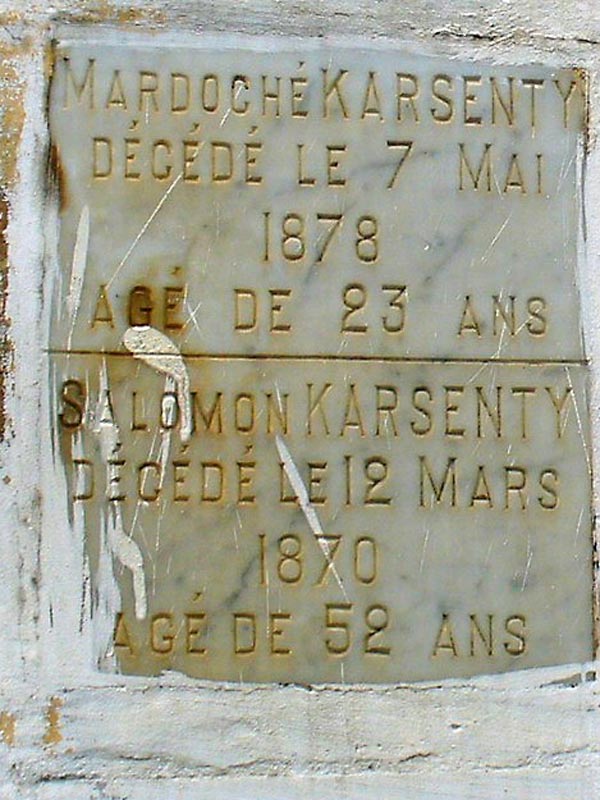 MARDOCHÉ KARSENTY
DÉCÉDÉ LE 7 MAI
1878
AGÉ DE 23 ANS
SALOMON KARSENTY
DÉCÉDÉ LE 12 MARS
1870
AGÉ DE 52 ANS